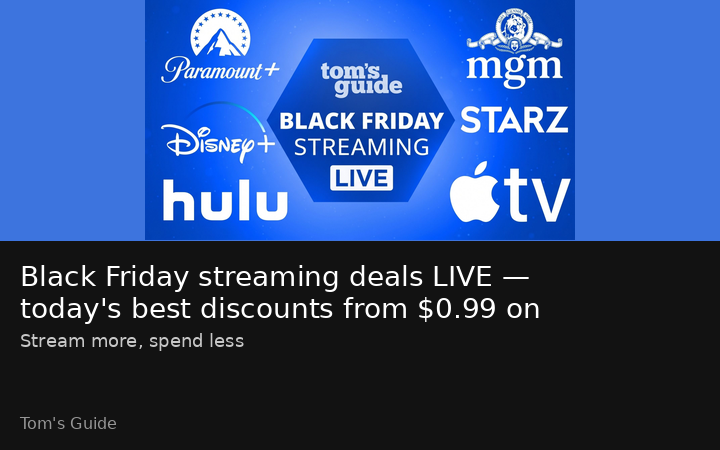 Paramount+
mgm
tom's
guide
BLACK FRIDAY
STREAMING
LIVE
STARZ
Disney+
hulu
tv
Black Friday streaming deals LIVE —
today's best discounts from $0.99 on
Stream more, spend less
Tom's Guide